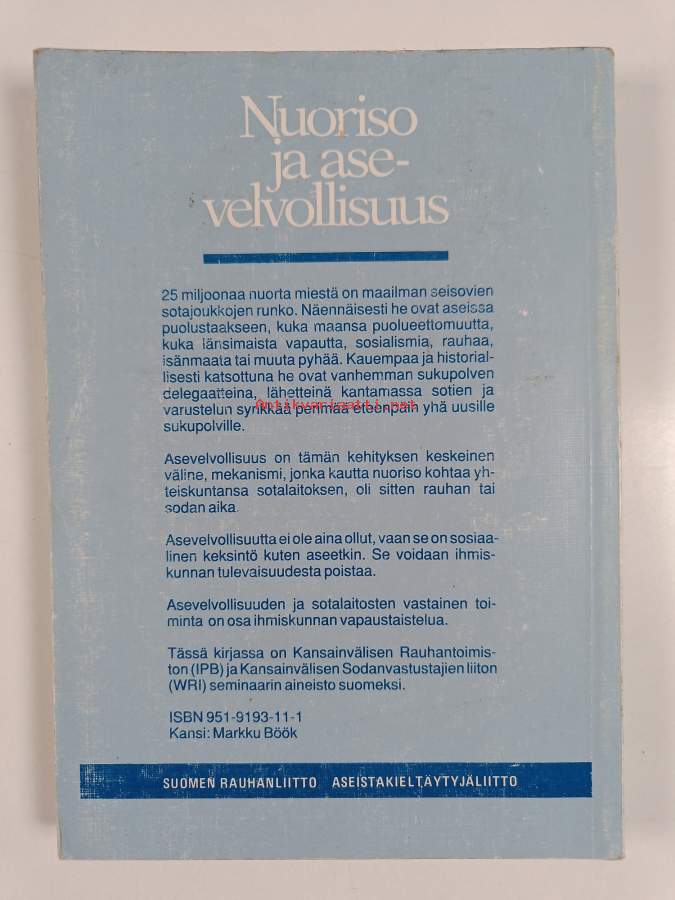 Nuoriso
ja ase-
velvollisuus
25 miljoonaa nuorta miestä on maailman seisovien
sotajoukkojen runko. Näennäisesti he ovat aseissa
puolustaakseen, kuka maansa puolueettomuutta,
kuka länsimaista vapautta, sosialismia, rauhaa,
isänmaata tai muuta pyhää. Kauempaa ja historial-
lisesti katsottuna he ovat vanhemman sukupolven
delegaatteina, lähetteinä kantamassa sotien ja
varustelun synkkää perimää eteenpäin yhä uusille
Antikvariaatti.net
sukupolville.
Asevelvollisuus on tämän kehityksen keskeinen
väline, mekanismi, jonka kautta nuoriso kohtaa yh-
teiskuntansa sotalaitoksen, oli sitten rauhan tai
sodan aika.
Asevelvollisuutta ei ole aina ollut, vaan se on sosiaa-
linen keksintö kuten aseetkin. Se voidaan ihmis-
kunnan tulevaisuudesta poistaa.
Asevelvollisuuden ja sotalaitosten vastainen toi-
minta on osa ihmiskunnan vapaustaistelua.
Tässä kirjassa on Kansainvälisen Rauhantoimis-
ton (IPB) ja Kansainvälisen Sodanvastustajien liiton
(WRI) seminaarin aineisto suomeksi.
ISBN 951-9193-11-1
Kansi: Markku Böök
SUOMEN RAUHANLIITTO ASEISTAKIELTÄYTYJÄLIITTO